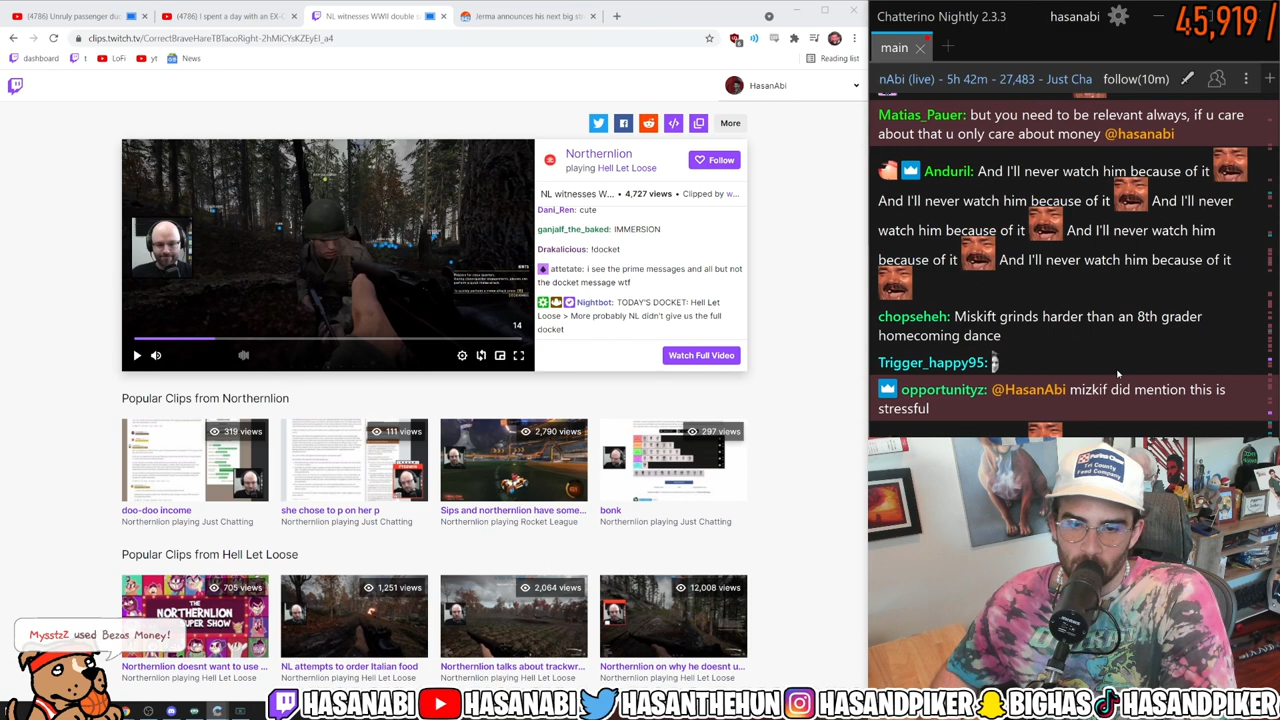 (4786) Unruly passenger duc
(4786) I spent a day with an EX-C
NL witnesses WWII double s
Jerma announces his next big str
clips.twitch.tv/CorrectBraveHareTBTacoRight-2hMiCYsKZEyEI_a4
dashboard
t
LoFi
yt
News
Reading list
HasanAbi
More
Northernlion
playing Hell Let Loose
Follow
NL witnesses W... • 4,727 views • Clipped by w...
Dani_Ren: cute
ganjalf_the_baked: IMMERSION
Drakalicious: !docket
attetate: i see the prime messages and all but not
the docket message wtf
Nightbot: TODAY'S DOCKET: Hell Let
Loose > More probably NL didn't give us the full
docket
14
Watch Full Video
Popular Clips from Northernlion
319 views
111 views
2,790 views
297 views
doo-doo income
she chose to p on her p
Sips and northernlion have some...
bonk
Northernlion playing Just Chatting
Northernlion playing Just Chatting
Northernlion playing Rocket League
Northernlion playing Just Chatting
Popular Clips from Hell Let Loose
705 views
1,251 views
2,064 views
12,008 views
THE
NORTHERNLION
SUPER SHOW
Northernlion doesnt want to use ...
NL attempts to order Italian food
Northernlion talks about trackwr...
Northernlion on why he doesnt u...
Northernlion playing Hell Let Loose
Northernlion playing Hell Let Loose
Northernlion playing Hell Let Loose
MysstzZ used Bezos Money!
Chatterino Nightly 2.3.3
hasanabi
45,919 /
main
nAbi (live) - 5h 42m - 27,483 - Just Cha
follow(10m)
Matias_Pauer: but you need to be relevant always, if u care
about that u only care about money @hasanabi
Anduril: And I'll never watch him because of it
And I'll never watch him because of it And I'll never
watch him because of it And I'll never watch him
because of it And I'll never watch him because of it
chopseheh: Miskift grinds harder than an 8th grader
homecoming dance
Trigger_happy95:
opportunityz: @HasanAbi mizkif did mention this is
stressful
HASANABI
HASANABI
HASANTHEHUN
HASANDPIKER
BIGHAS
HASANDPIKER